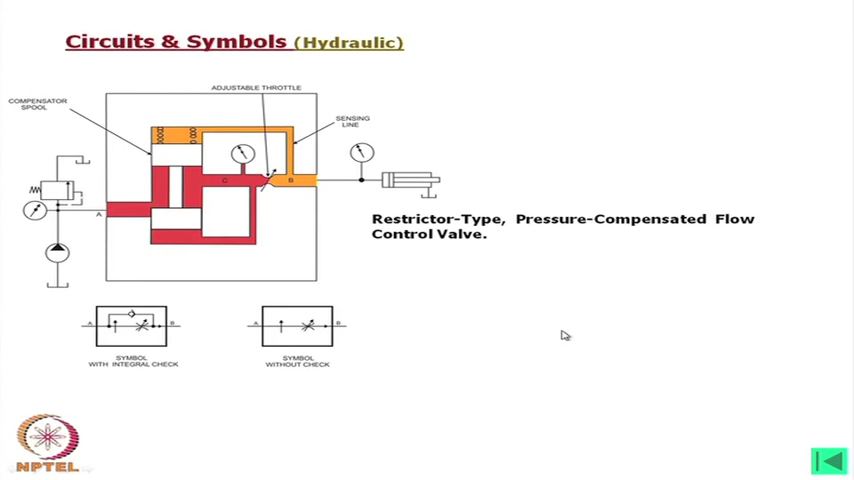 Circuits & Symbols (Hydraulic)
ADJUSTABLE THROTTLE
COMPENSATOR
SPOOL
SENSING
LINE
C
B
A
Restrictor-Type, Pressure-Compensated Flow
Control Valve.
A
B
A
B
SYMBOL
WITH INTEGRAL CHECK
SYMBOL
WITHOUT CHECK
NPTEL